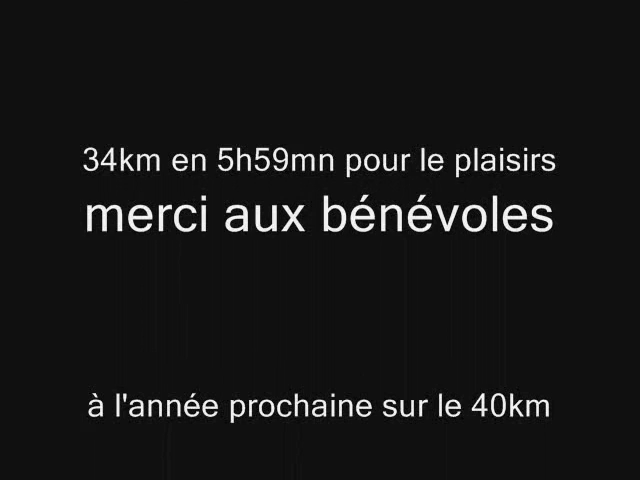 34km en 5h59mn pour le plaisirs
merci aux bénévoles
à l'année prochaine sur le 40km